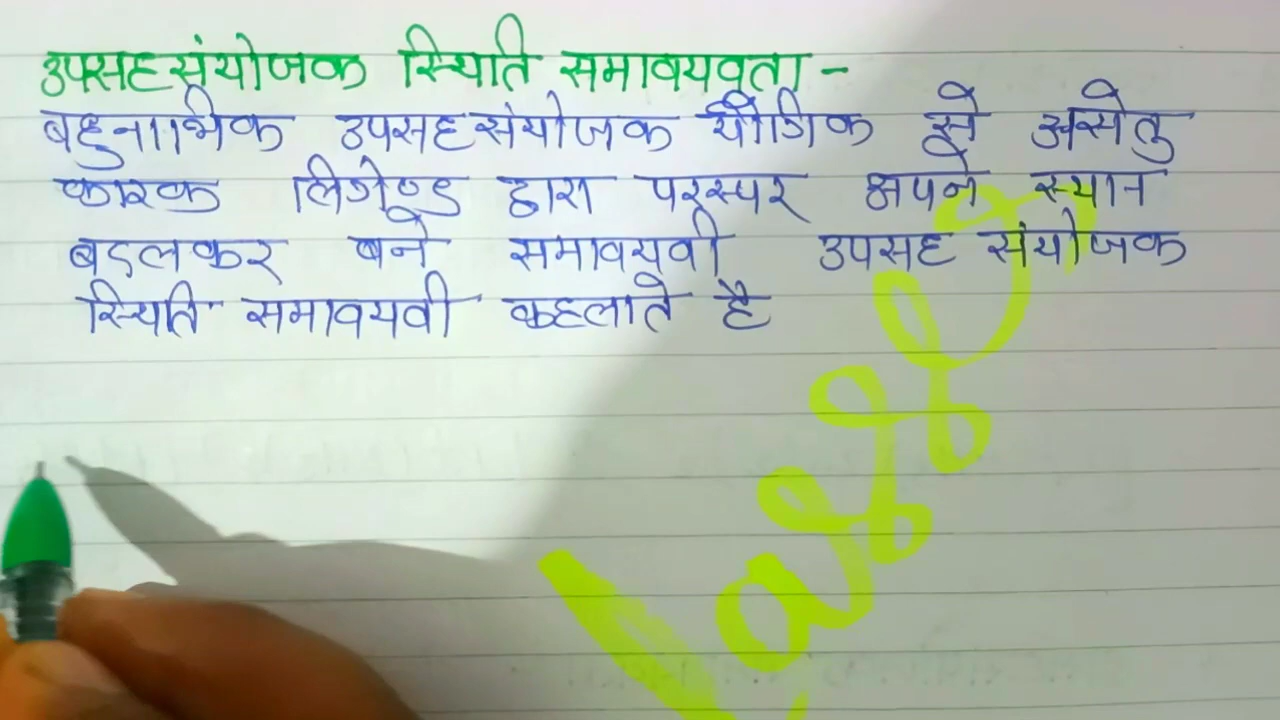 उपसहसंयोजक स्थिति समावयवता -
बहुनाभिक उपसहसंयोजक यौगिक से असेतु
कारक लिगेण्ड द्वारा परस्पर अपने स्थान
बदलकर बने समावयवी उपसह संयोजक
स्थिति समावयवी कहलाते है